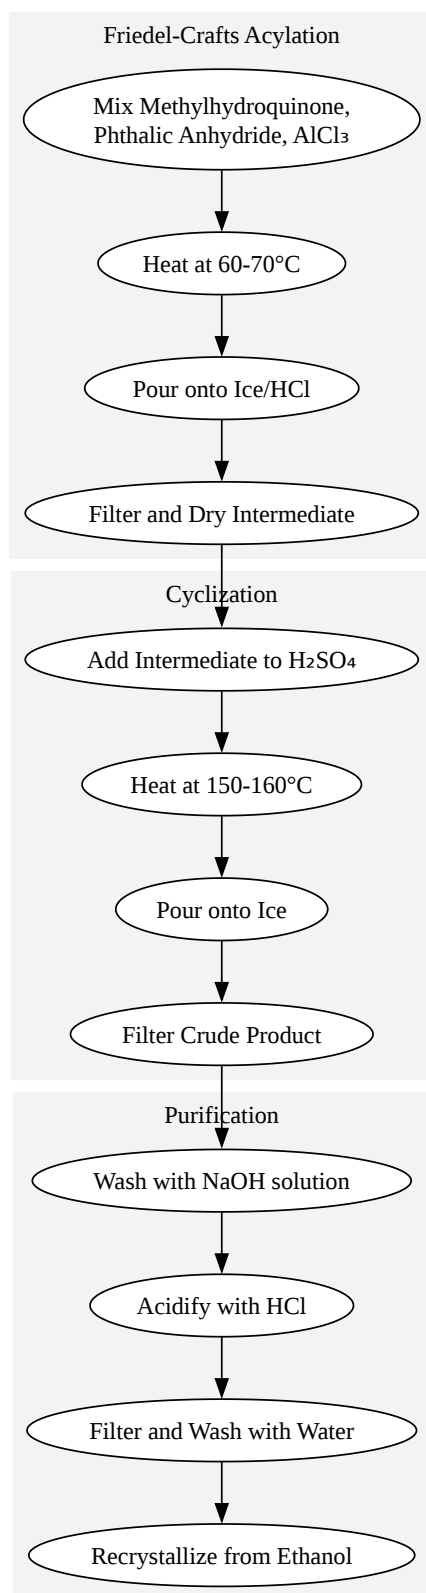 Friedel-Crafts Acylation
Mix Methylhydroquinone,
Phthalic Anhydride, AlCl₃
Heat at 60-70°C
Pour onto Ice/HCl
Filter and Dry Intermediate
Cyclization
Add Intermediate to H₂SO₄
Heat at 150-160°C
Pour onto Ice
Filter Crude Product
Purification
Wash with NaOH solution
Acidify with HCl
Filter and Wash with Water
Recrystallize from Ethanol